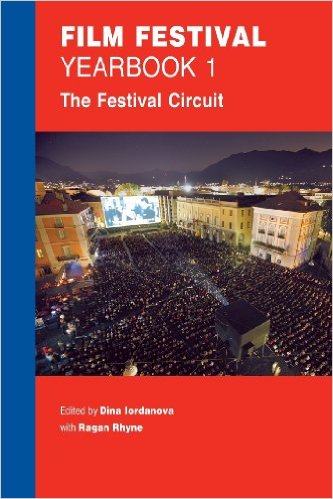 FILM FESTIVAL
YEARBOOK 1
The Festival Circuit
Edited by Dina Iordanova
with Ragan Rhyne